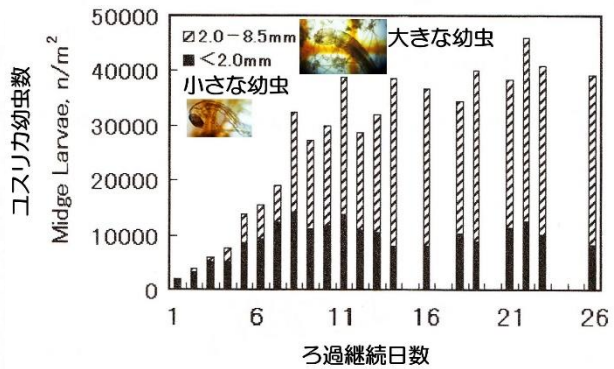 50000
40000
30000
20000
10000
0
2.0-8.5mm
<2.0mm
大きな幼虫
小さな幼虫
ユスリカ幼虫数
Midge Larvae, n/m²
1
6
11
16
21
26
ろ過継続日数